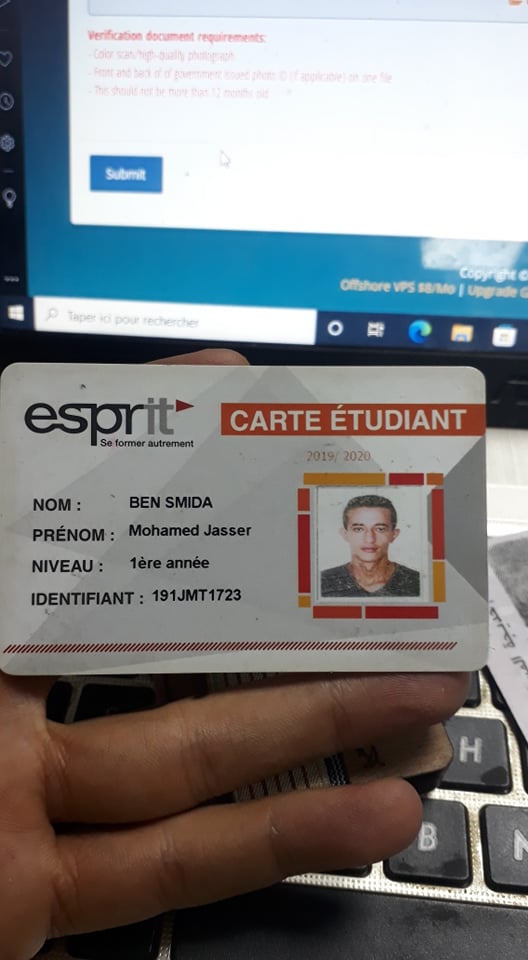 Verification document requirements:
- Color scan/high-quality photograph
- Front and back of of government issued photo ID (if applicable) on one file
- This should not be more than 12 months old
Submit
Copyright ©
Offshore VPS $8/Mo | Upgrade
Taper ici pour rechercher
esprit
Se former autrement
CARTE ÉTUDIANT
2019/ 2020
NOM : BEN SMIDA
PRÉNOM : Mohamed Jasser
NIVEAU : 1ère année
IDENTIFIANT : 191JMT1723
H
B
N